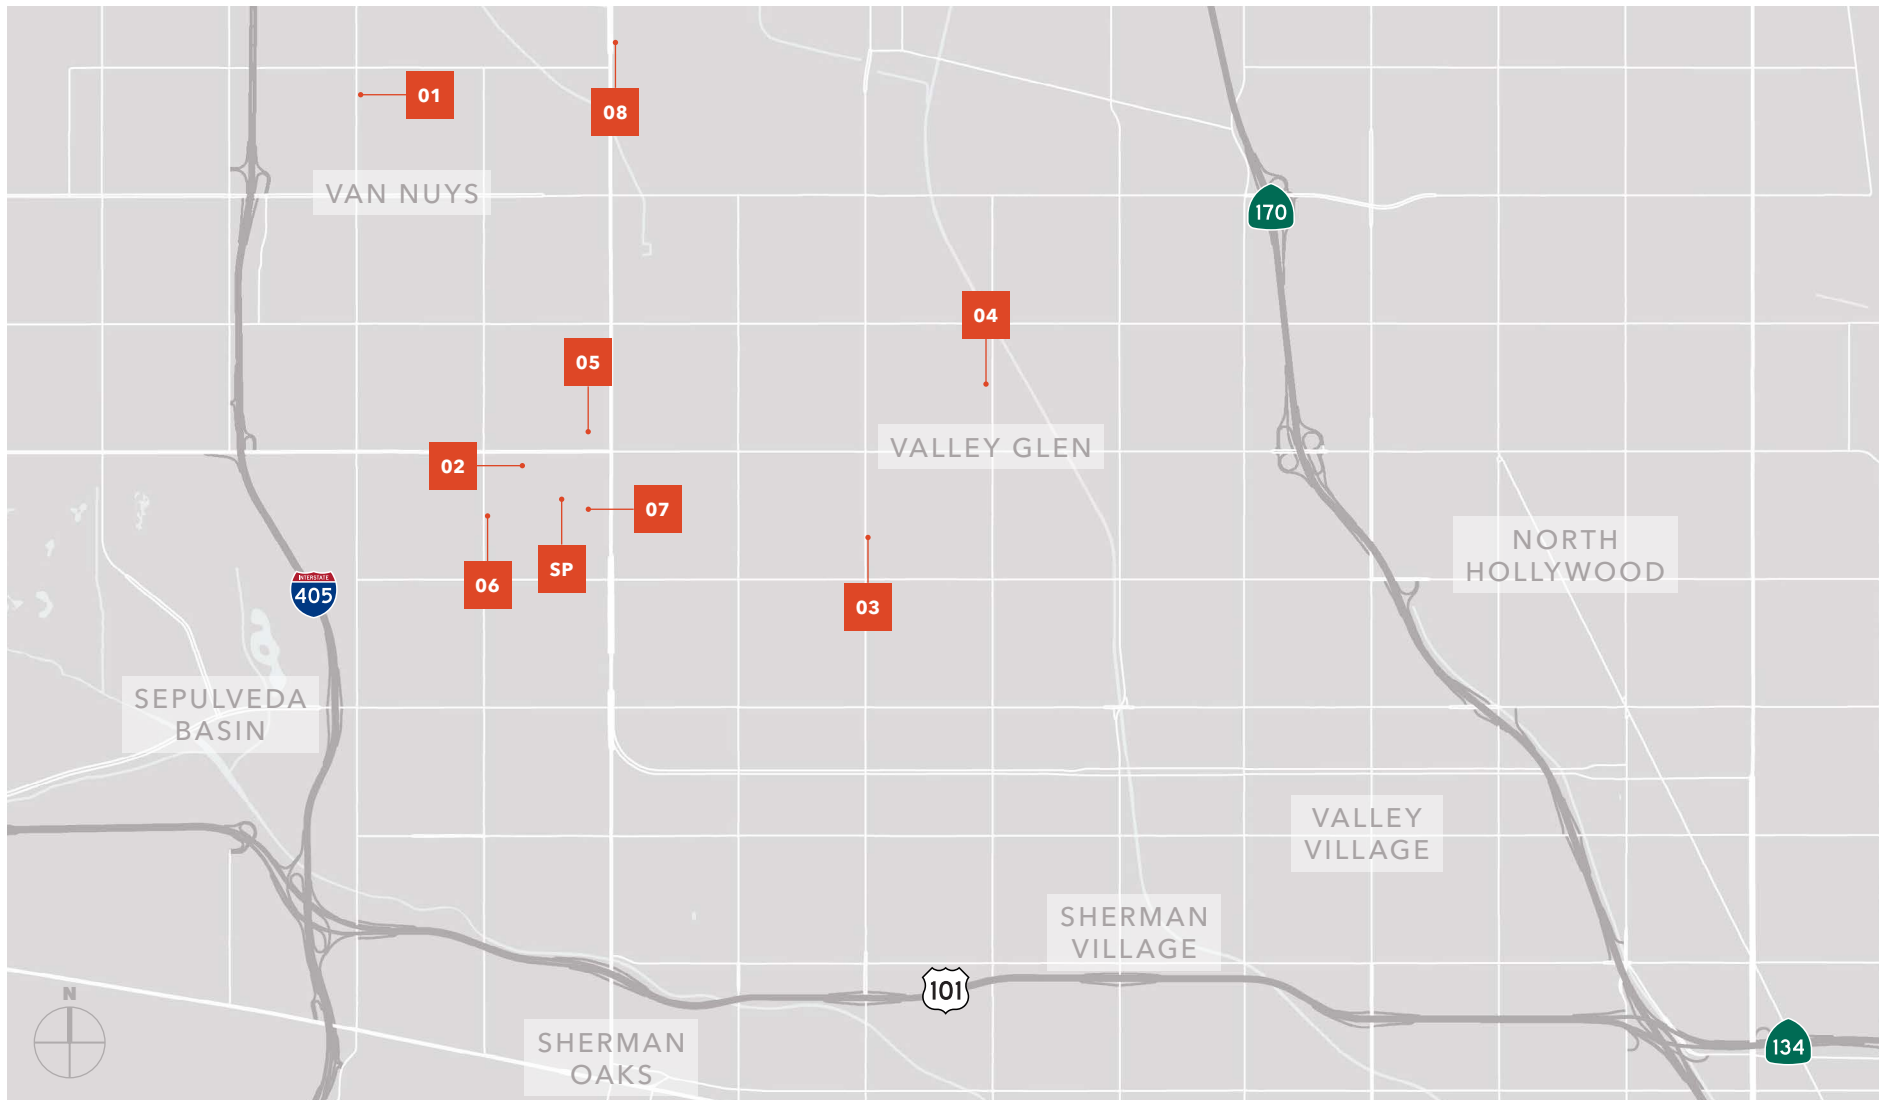 01
08
VAN NUYS
170
04
05
VALLEY GLEN
02
07
SP
06
03
NORTH
HOLLYWOOD
INTERSTATE
405
SEPULVEDA
BASIN
VALLEY
VILLAGE
SHERMAN
VILLAGE
101
N
SHERMAN
OAKS
134